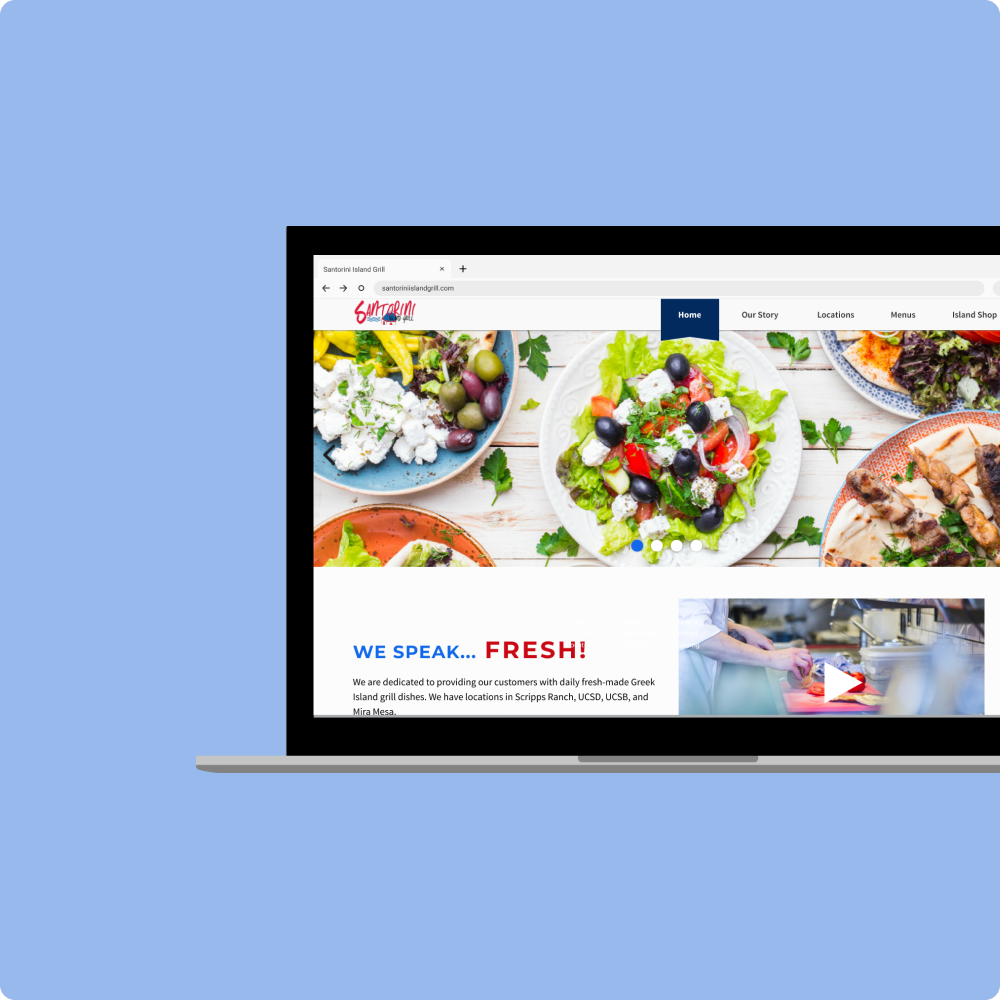 Santorini Island Grill
santoriniislandgrill.com
SANTORINI
Home Our Story Locations Menus Island Shop
WE SPEAK... FRESH!
We are dedicated to providing our customers with daily fresh-made Greek
Island grill dishes. We have locations in Scripps Ranch, UCSD, UCSB, and
Mira Mesa.